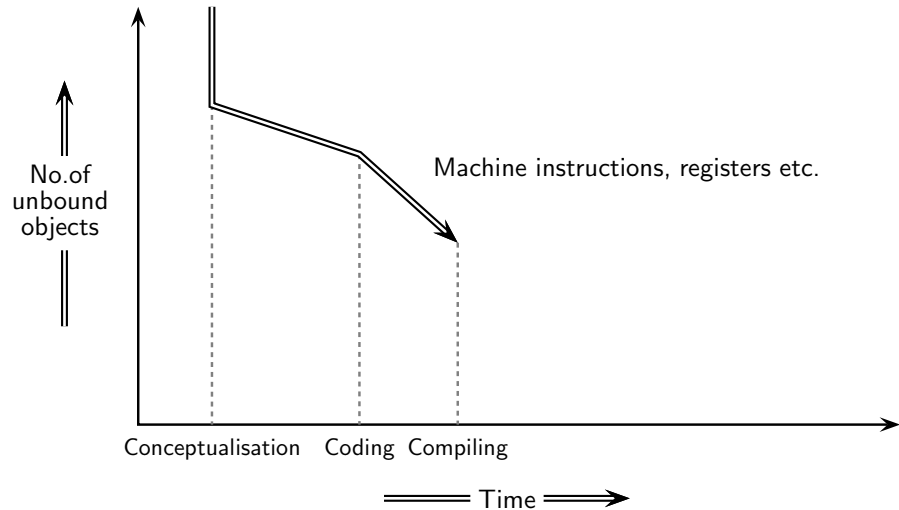 Machine instructions, registers etc.
No.of
unbound
objects
Conceptualisation Coding Compiling
Time